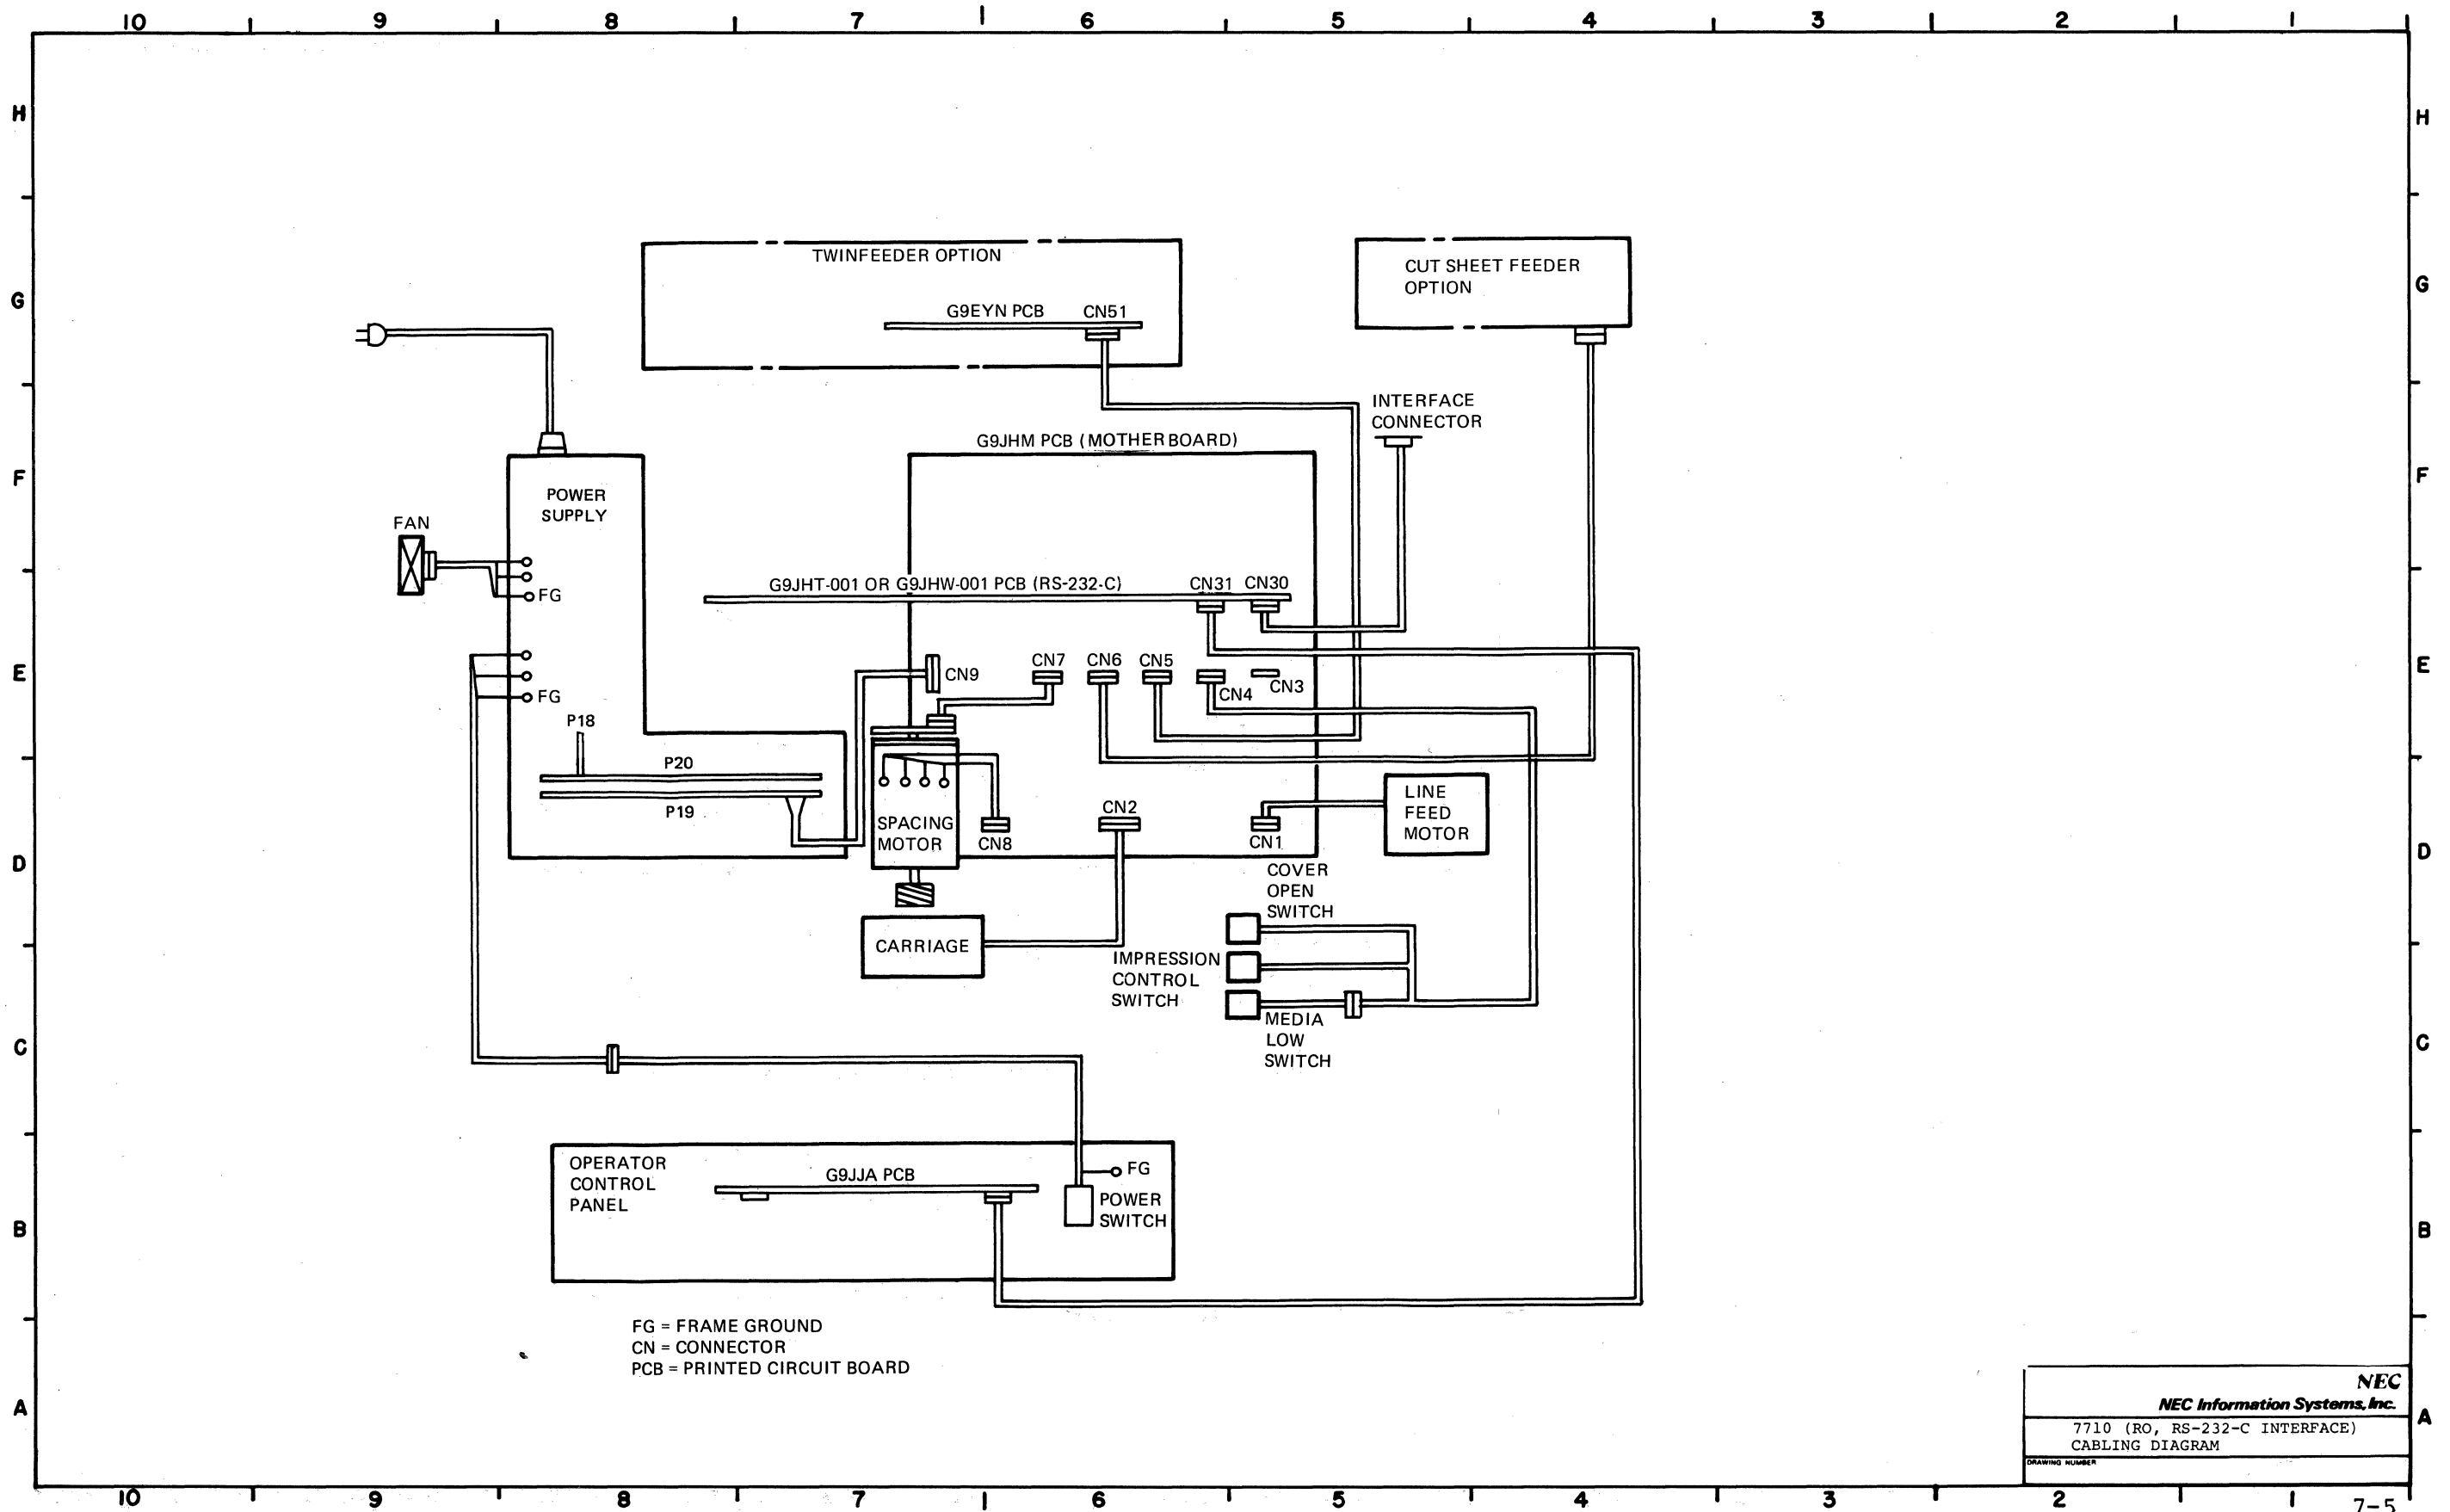 10 9 8 7 6 5 4 3 2 1
H H
TWINFEEDER OPTION
CUT SHEET FEEDER
OPTION
G G
G9EYN PCB CN51
INTERFACE
CONNECTOR
G9JHM PCB (MOTHER BOARD)
F F
POWER
SUPPLY
FAN
G9JHT-001 OR G9JHW-001 PCB (RS-232-C) CN31 CN30
FG
E E
CN9 CN7 CN6 CN5 CN4 CN3
FG
P18
P20
P19
LINE
FEED
MOTOR
SPACING
MOTOR
CN8
CN2
CN1
D D
COVER
OPEN
SWITCH
CARRIAGE
IMPRESSION
CONTROL
SWITCH
MEDIA
LOW
SWITCH
C C
OPERATOR
CONTROL
PANEL
G9JJA PCB
FG
POWER
SWITCH
B B
FG = FRAME GROUND
CN = CONNECTOR
PCB = PRINTED CIRCUIT BOARD
A A
NEC
NEC Information Systems, Inc.
7710 (RO, RS-232-C INTERFACE)
CABLING DIAGRAM
DRAWING NUMBER
10 9 8 7 6 5 4 3 2 1
7-5